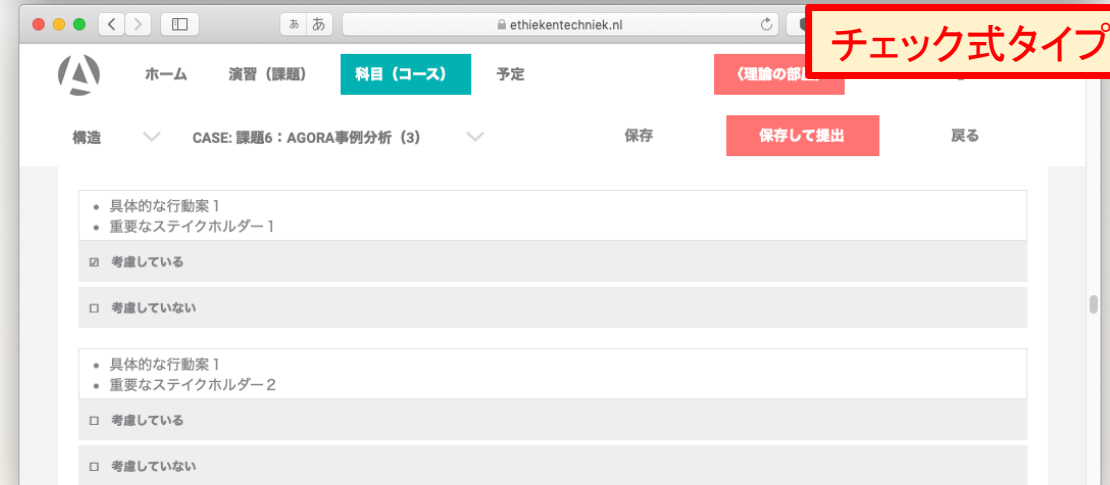 あ あ ethiekentechniek.nl
チェック式タイプ
ホーム 演習（課題） 科目（コース） 予定 〈理論の部
構造 CASE: 課題6：AGORA事例分析（3） 保存 保存して提出 戻る
• 具体的な行動案１
• 重要なステイクホルダー１
☑ 考慮している
☐ 考慮していない
• 具体的な行動案１
• 重要なステイクホルダー２
☐ 考慮している
☐ 考慮していない